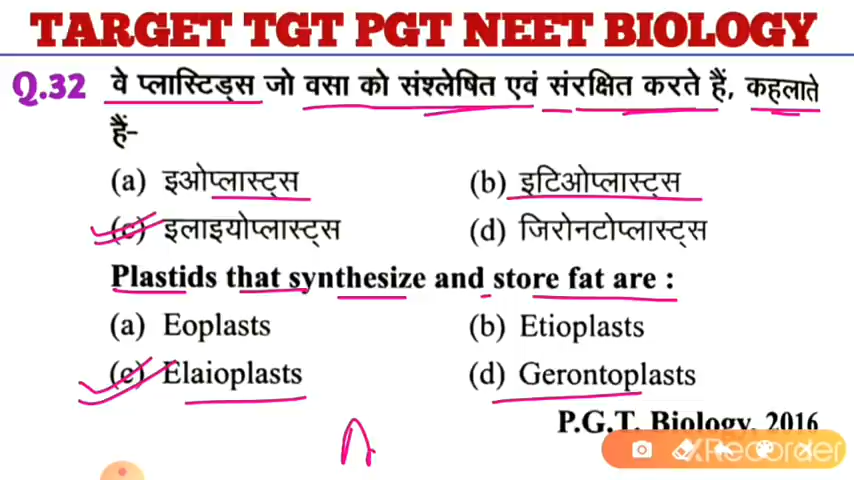 TARGET TGT PGT NEET BIOLOGY
Q.32 वे प्लास्टिड्स जो वसा को संश्लेषित एवं संरक्षित करते हैं, कहलाते
हैं-
(a) इओप्लास्ट्स (b) इटिओप्लास्ट्स
(c) इलाइयोप्लास्ट्स (d) जिरोनटोप्लास्ट्स
Plastids that synthesize and store fat are :
(a) Eoplasts (b) Etioplasts
(c) Elaioplasts (d) Gerontoplasts
P.G.T. Biology, 2016
XRecorder